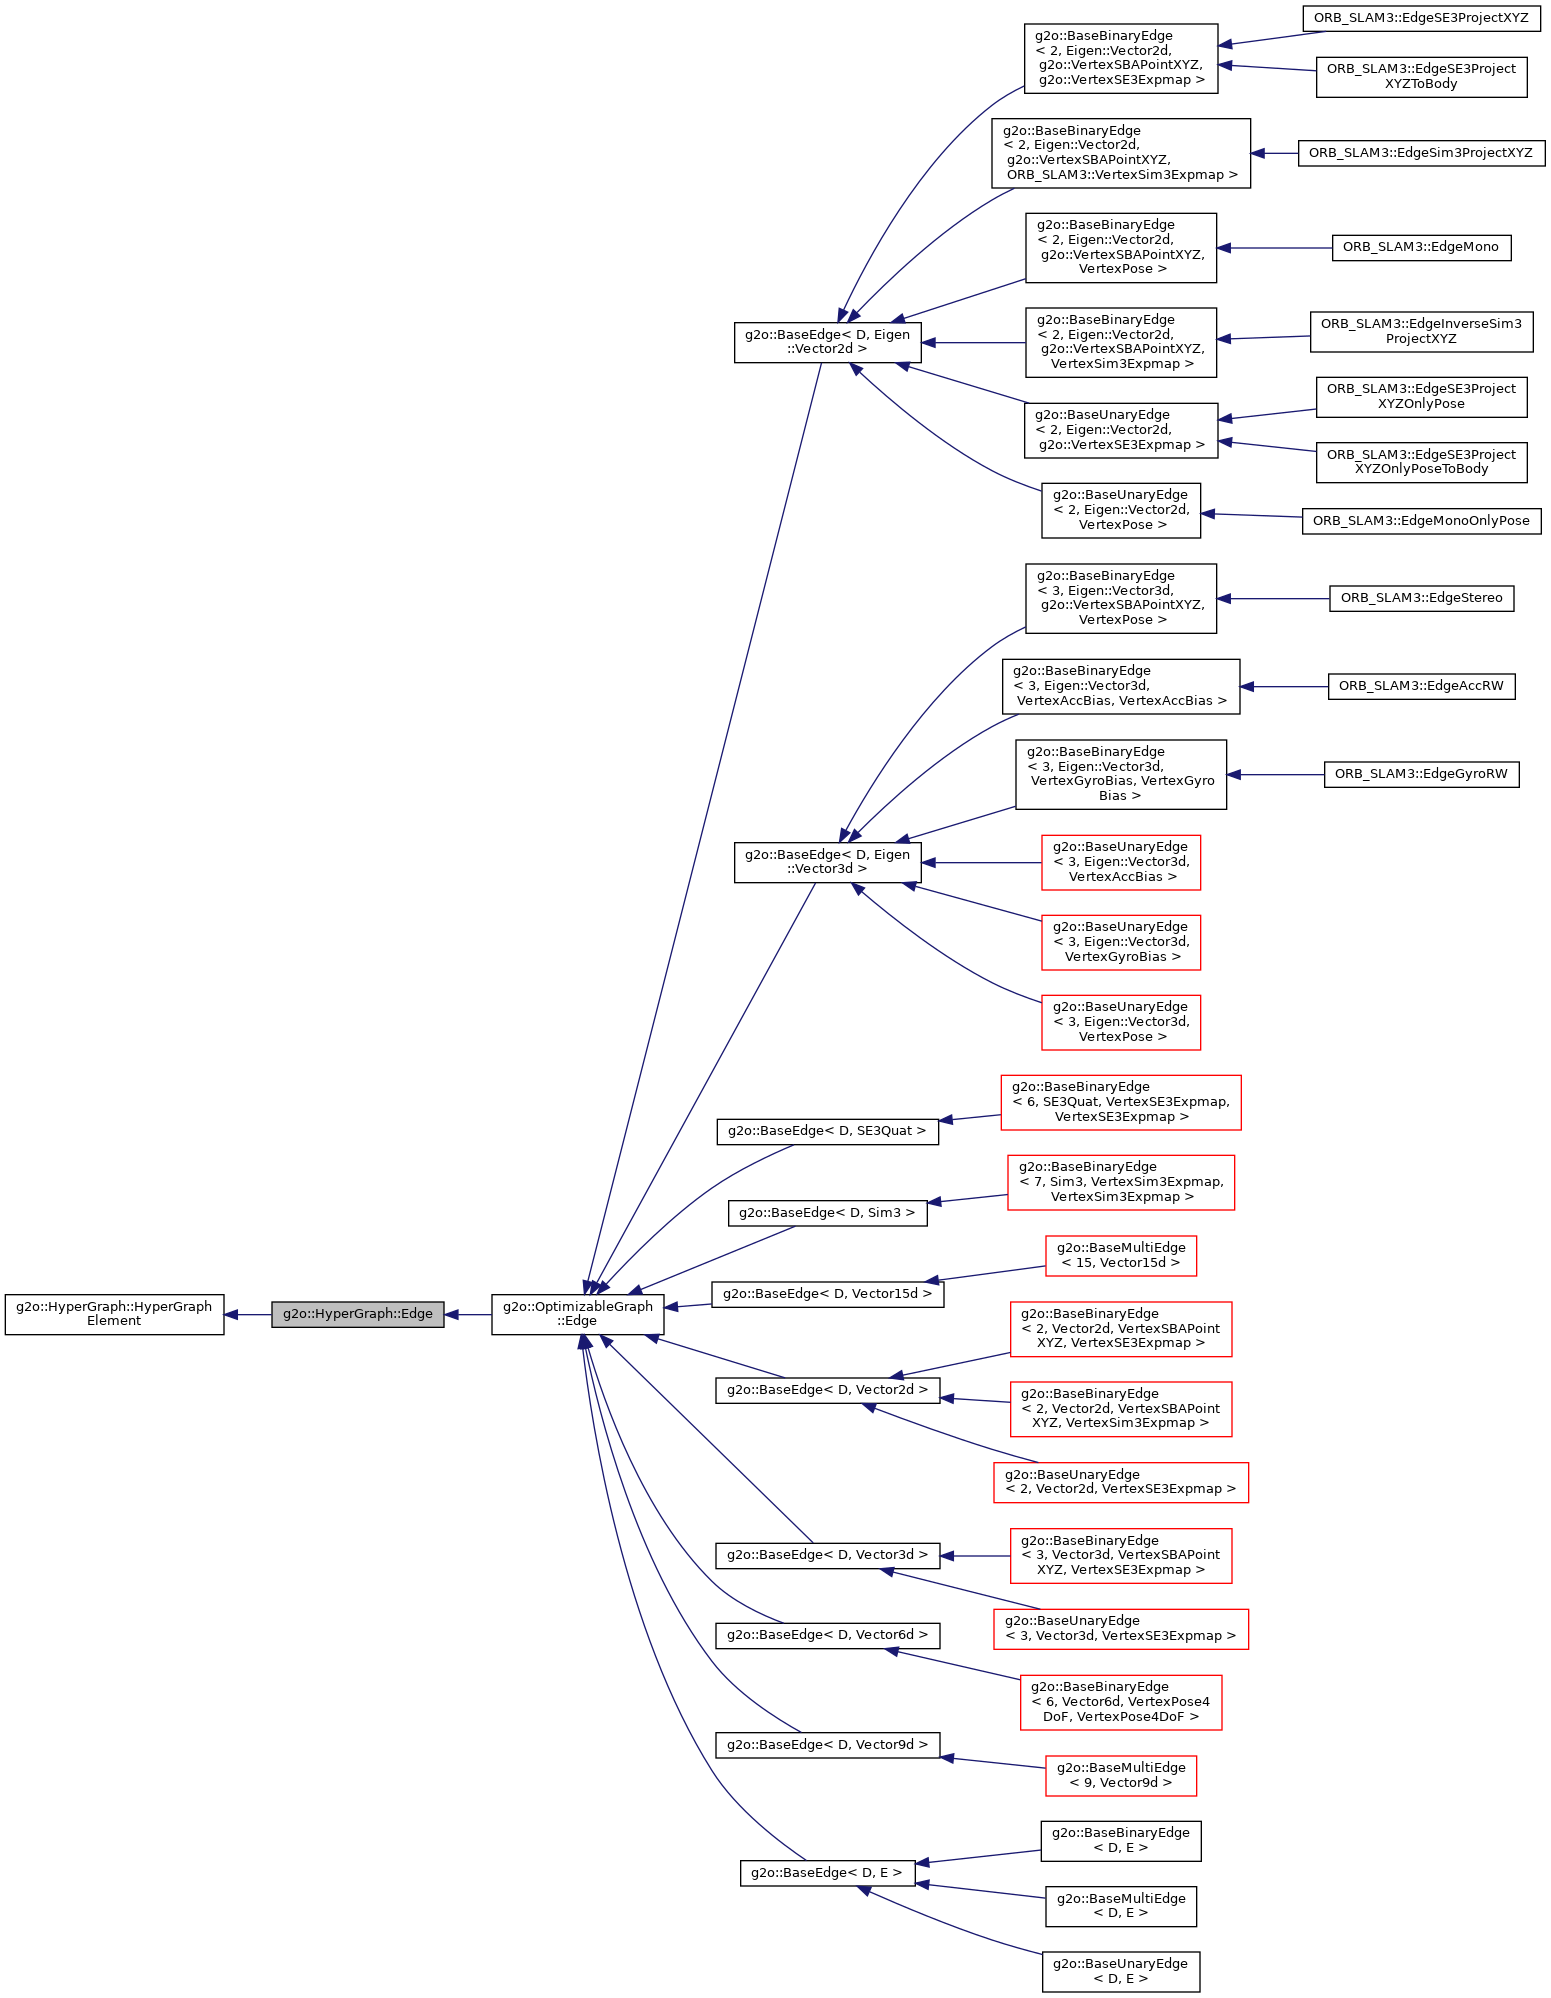 g2o::HyperGraph::HyperGraph
Element
g2o::HyperGraph::Edge
g2o::OptimizableGraph
::Edge
g2o::BaseEdge< D, Eigen
::Vector2d >
g2o::BaseBinaryEdge
< 2, Eigen::Vector2d,
g2o::VertexSBAPointXYZ,
g2o::VertexSE3Expmap >
ORB_SLAM3::EdgeSE3ProjectXYZ
ORB_SLAM3::EdgeSE3Project
XYZToBody
g2o::BaseBinaryEdge
< 2, Eigen::Vector2d,
g2o::VertexSBAPointXYZ,
ORB_SLAM3::VertexSim3Expmap >
ORB_SLAM3::EdgeSim3ProjectXYZ
g2o::BaseBinaryEdge
< 2, Eigen::Vector2d,
g2o::VertexSBAPointXYZ,
VertexPose >
ORB_SLAM3::EdgeMono
g2o::BaseBinaryEdge
< 2, Eigen::Vector2d,
g2o::VertexSBAPointXYZ,
VertexSim3Expmap >
ORB_SLAM3::EdgeInverseSim3
ProjectXYZ
g2o::BaseUnaryEdge
< 2, Eigen::Vector2d,
g2o::VertexSE3Expmap >
ORB_SLAM3::EdgeSE3Project
XYZOnlyPose
ORB_SLAM3::EdgeSE3Project
XYZOnlyPoseToBody
g2o::BaseUnaryEdge
< 2, Eigen::Vector2d,
VertexPose >
ORB_SLAM3::EdgeMonoOnlyPose
g2o::BaseEdge< D, Eigen
::Vector3d >
g2o::BaseBinaryEdge
< 3, Eigen::Vector3d,
g2o::VertexSBAPointXYZ,
VertexPose >
ORB_SLAM3::EdgeStereo
g2o::BaseBinaryEdge
< 3, Eigen::Vector3d,
VertexAccBias, VertexAccBias >
ORB_SLAM3::EdgeAccRW
g2o::BaseBinaryEdge
< 3, Eigen::Vector3d,
VertexGyroBias, VertexGyro
Bias >
ORB_SLAM3::EdgeGyroRW
g2o::BaseUnaryEdge
< 3, Eigen::Vector3d,
VertexAccBias >
g2o::BaseUnaryEdge
< 3, Eigen::Vector3d,
VertexGyroBias >
g2o::BaseUnaryEdge
< 3, Eigen::Vector3d,
VertexPose >
g2o::BaseEdge< D, SE3Quat >
g2o::BaseBinaryEdge
< 6, SE3Quat, VertexSE3Expmap,
VertexSE3Expmap >
g2o::BaseEdge< D, Sim3 >
g2o::BaseBinaryEdge
< 7, Sim3, VertexSim3Expmap,
VertexSim3Expmap >
g2o::BaseEdge< D, Vector15d >
g2o::BaseMultiEdge
< 15, Vector15d >
g2o::BaseEdge< D, Vector2d >
g2o::BaseBinaryEdge
< 2, Vector2d, VertexSBAPoint
XYZ, VertexSE3Expmap >
g2o::BaseBinaryEdge
< 2, Vector2d, VertexSBAPoint
XYZ, VertexSim3Expmap >
g2o::BaseUnaryEdge
< 2, Vector2d, VertexSE3Expmap >
g2o::BaseEdge< D, Vector3d >
g2o::BaseBinaryEdge
< 3, Vector3d, VertexSBAPoint
XYZ, VertexSE3Expmap >
g2o::BaseUnaryEdge
< 3, Vector3d, VertexSE3Expmap >
g2o::BaseEdge< D, Vector6d >
g2o::BaseBinaryEdge
< 6, Vector6d, VertexPose4
DoF, VertexPose4DoF >
g2o::BaseEdge< D, Vector9d >
g2o::BaseMultiEdge
< 9, Vector9d >
g2o::BaseEdge< D, E >
g2o::BaseBinaryEdge
< D, E >
g2o::BaseMultiEdge
< D, E >
g2o::BaseUnaryEdge
< D, E >